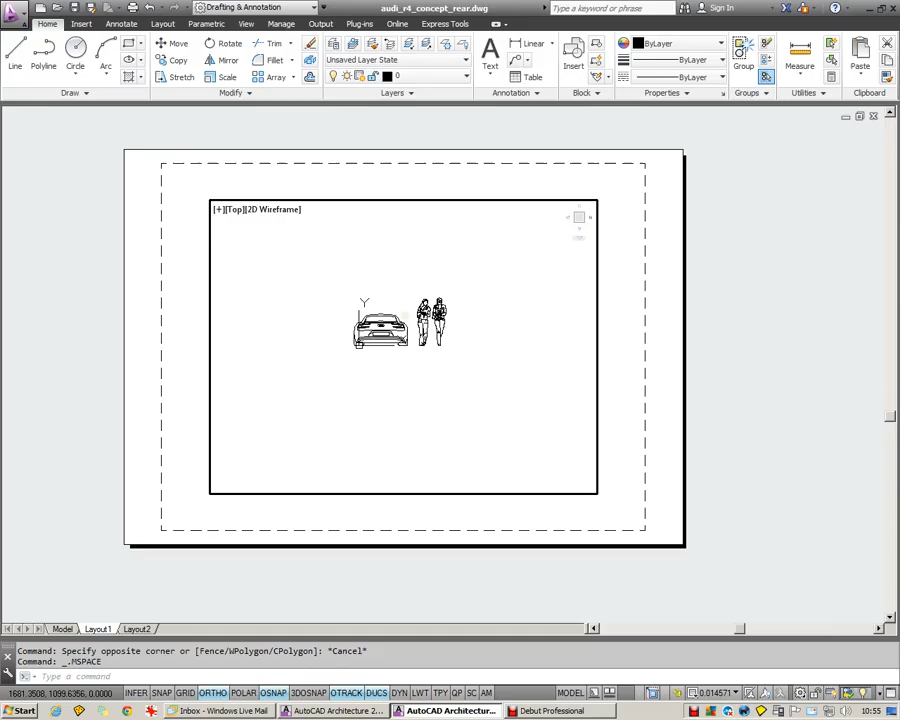 Drafting & Annotation
audi_r4_concept_rear.dwg
Type a keyword or phrase
Sign In
Home Insert Annotate Layout Parametric View Manage Output Plug-ins Online Express Tools
Move Rotate Trim
Unsaved Layer State
Linear
ByLayer
Line Polyline Circle Arc
Copy Mirror Fillet
Text
Insert
ByLayer
Group
Measure
Paste
Stretch Scale Array
0
Table
ByLayer
Draw Modify Layers Annotation Block Properties Groups Utilities Clipboard
[+][Top][2D Wireframe]
Y
Model Layout1 Layout2
Command: Specify opposite corner or [Fence/WPolygon/CPolygon]: *Cancel*
Command: _.MSPACE
Type a command
1681.3508, 1099.6356, 0.0000 INFER SNAP GRID ORTHO POLAR OSNAP 3DOSNAP OTRACK DUCS DYN LWT TPY QP SC AM MODEL 0.014571
Start Inbox - Windows Live Mail AutoCAD Architecture 2... AutoCAD Architectur... Debut Professional 10:55